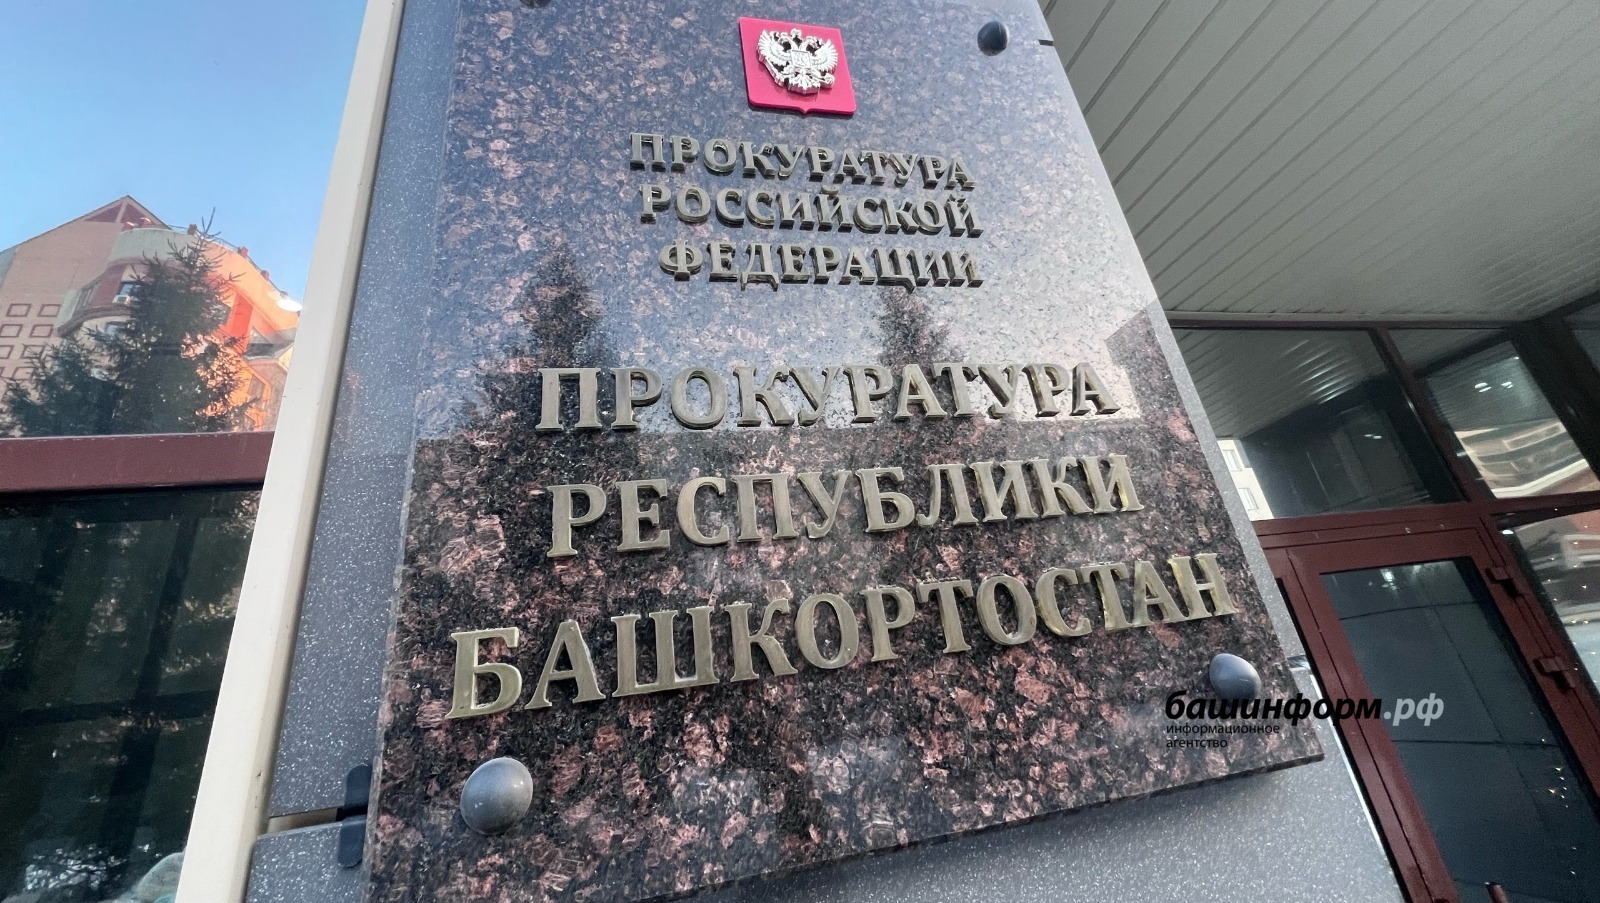 ПРОКУРАТУРА
РОССИЙСКОЙ
ФЕДЕРАЦИИ
ПРОКУРАТУРА
РЕСПУБЛИКИ
БАШКОРТОСТАН
башинформ.рф
информационное
агентство